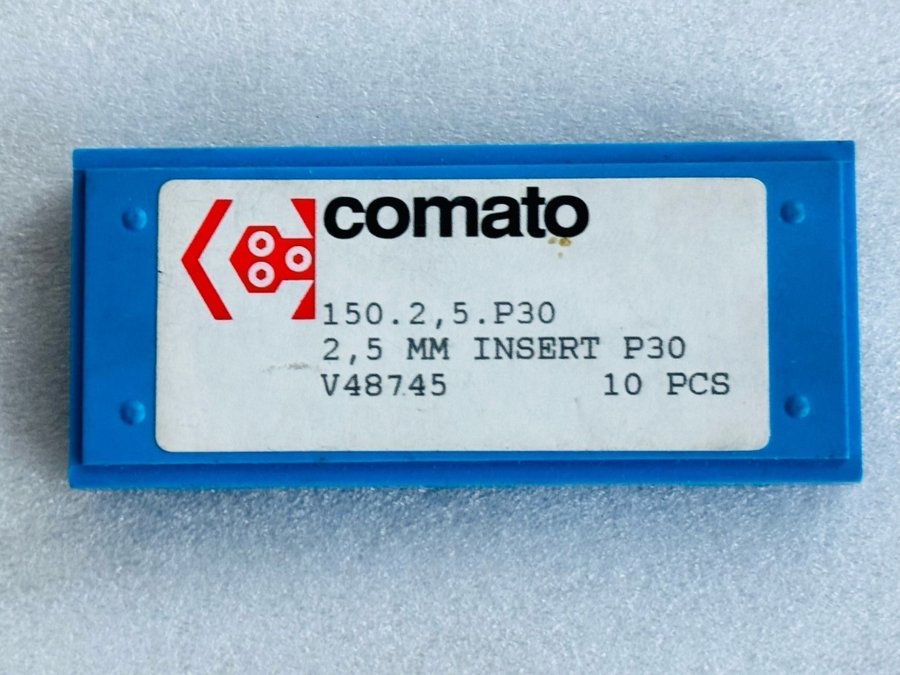 comato
150.2,5.P30
2,5 MM INSERT P30
V48745 10 PCS